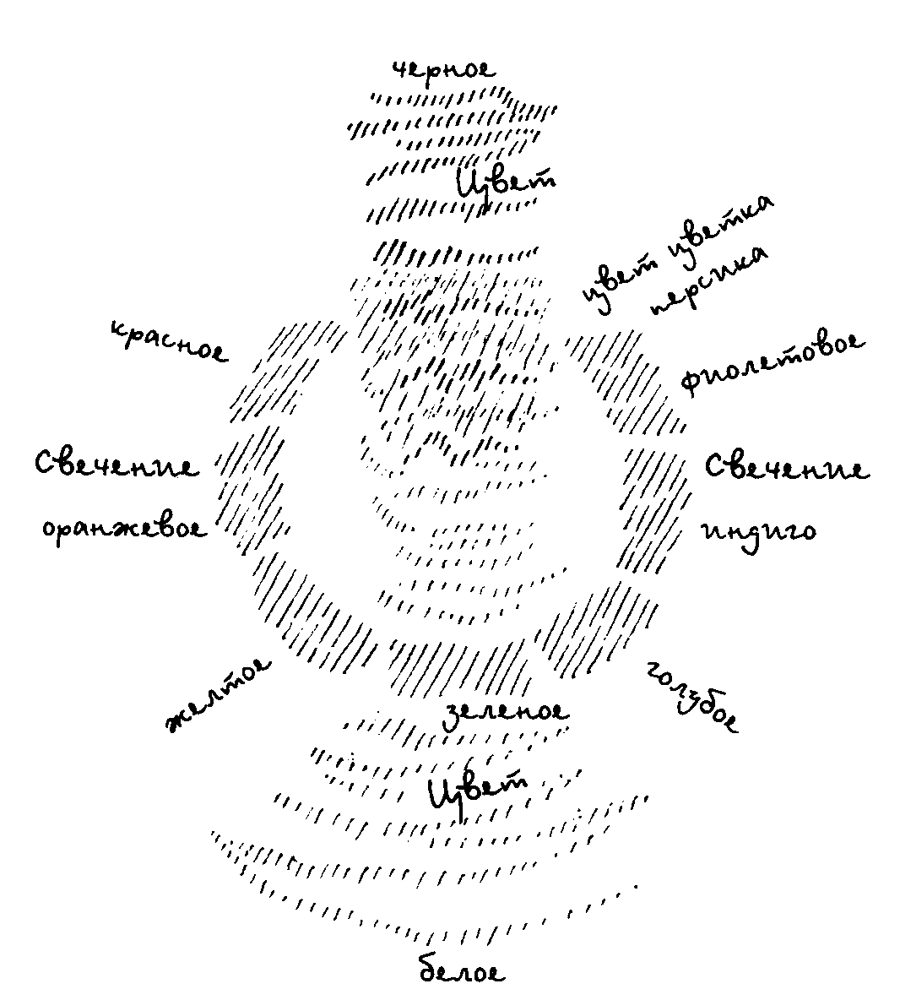 черное
Цвет
цвет цветка
персика
красное
фиолетовое
Свечение
Свечение
оранжевое
индиго
желтое
голубое
зеленое
Цвет
белое